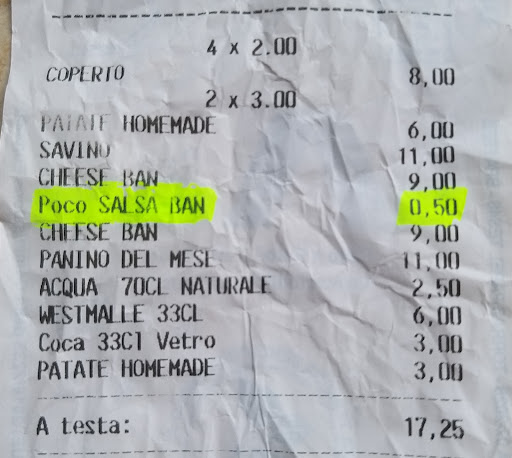 4 x 2.00
COPERTO 8,00
2 x 3.00
PATATE HOMEMADE 6,00
SAVINO 11,00
CHEESE BAN 9,00
Poco SALSA BAN 0,50
CHEESE BAN 9,00
PANINO DEL MESE 11,00
ACQUA 70CL NATURALE 2,50
WESTMALLE 33CL 6,00
Coca 33Cl Vetro 3,00
PATATE HOMEMADE 3,00
A testa: 17,25